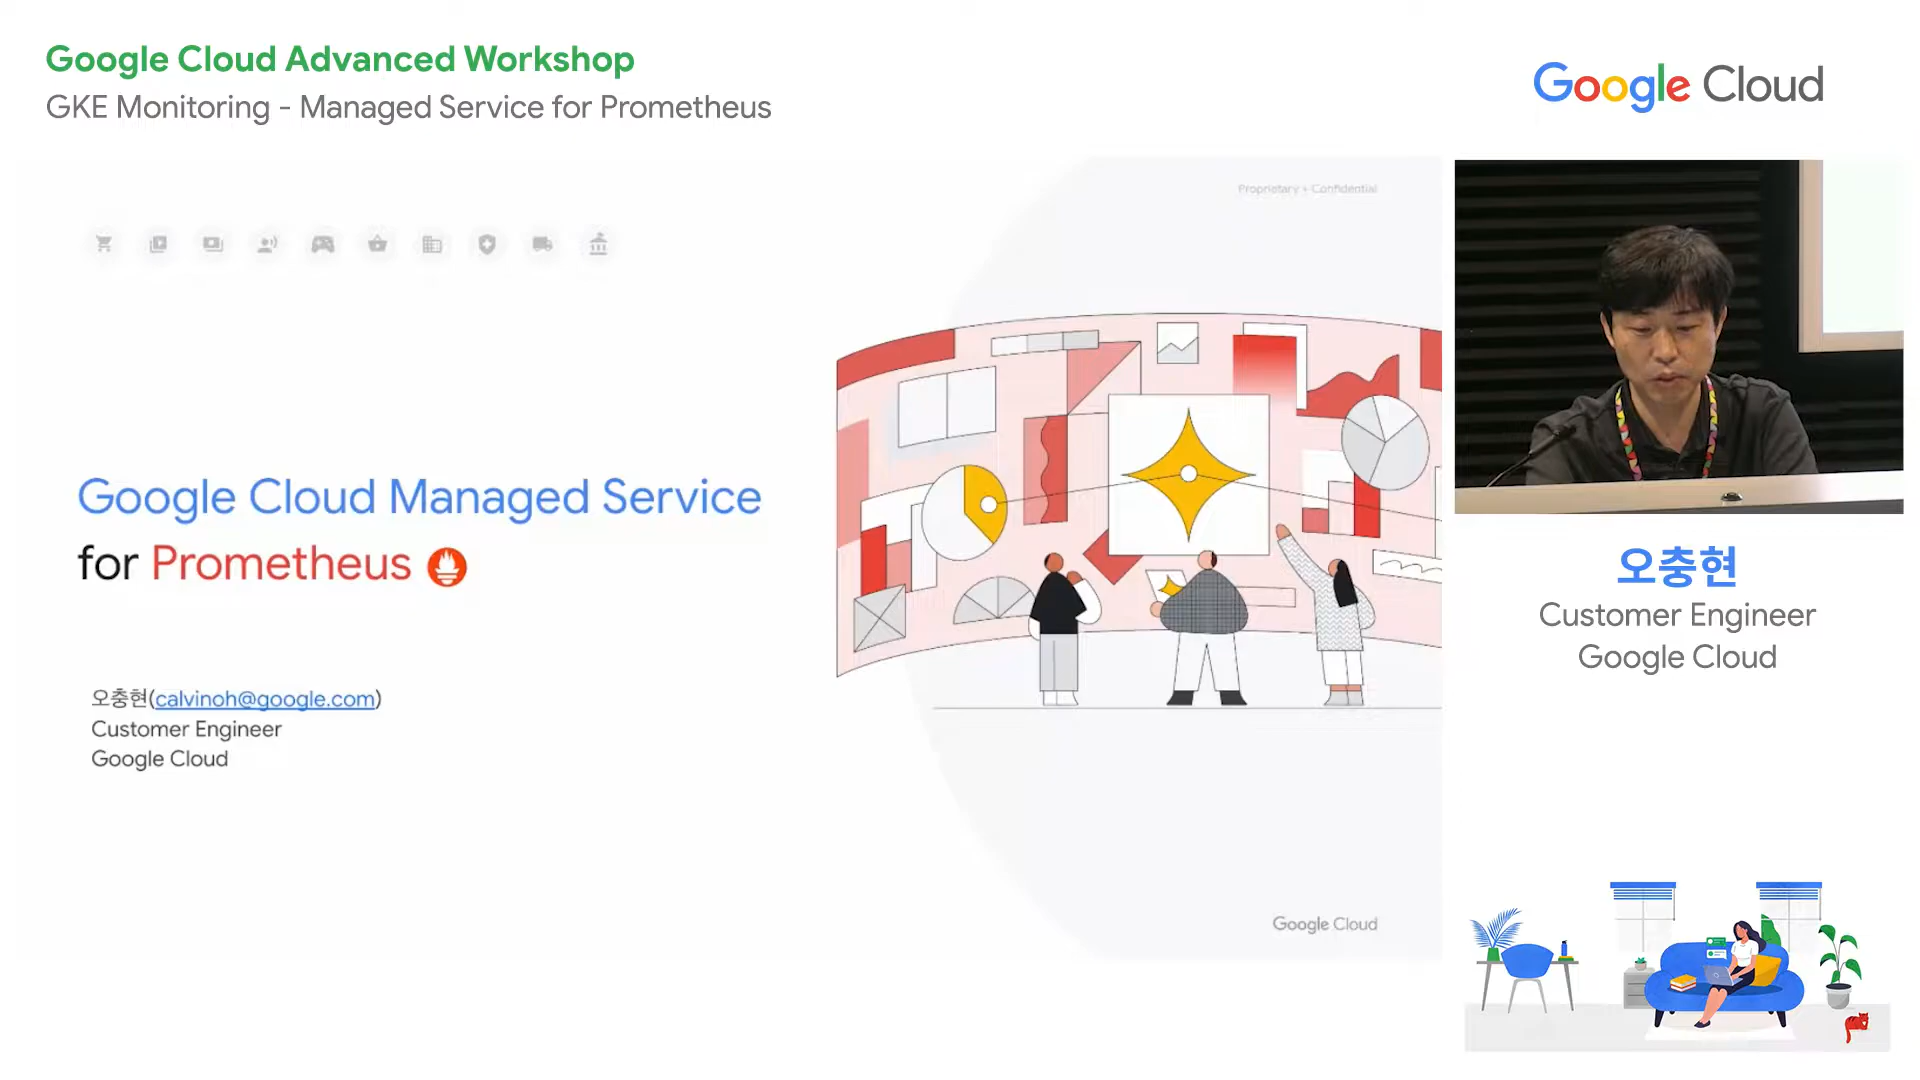 Google Cloud Advanced Workshop
GKE Monitoring - Managed Service for Prometheus
Google Cloud
Proprietary + Confidential
Google Cloud Managed Service
for Prometheus
오충현(calvinoh@google.com)
Customer Engineer
Google Cloud
Google Cloud
오충현
Customer Engineer
Google Cloud